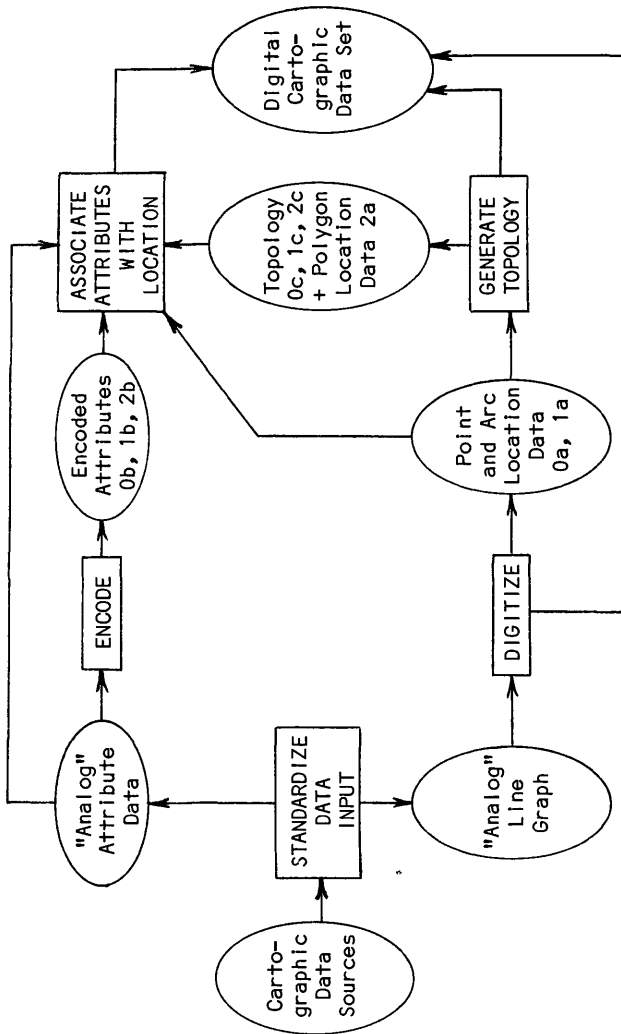 Carto-
graphic
Data
Sources
STANDARDIZE
DATA
INPUT
"Analog"
Attribute
Data
ENCODE
Encoded
Attributes
0b, 1b, 2b
ASSOCIATE
ATTRIBUTES
WITH
LOCATION
"Analog"
Line
Graph
DIGITIZE
Point
and Arc
Location
Data
0a, 1a
GENERATE
TOPOLOGY
Topology
0c, 1c, 2c
+ Polygon
Location
Data 2a
Digital
Carto-
graphic
Data Set